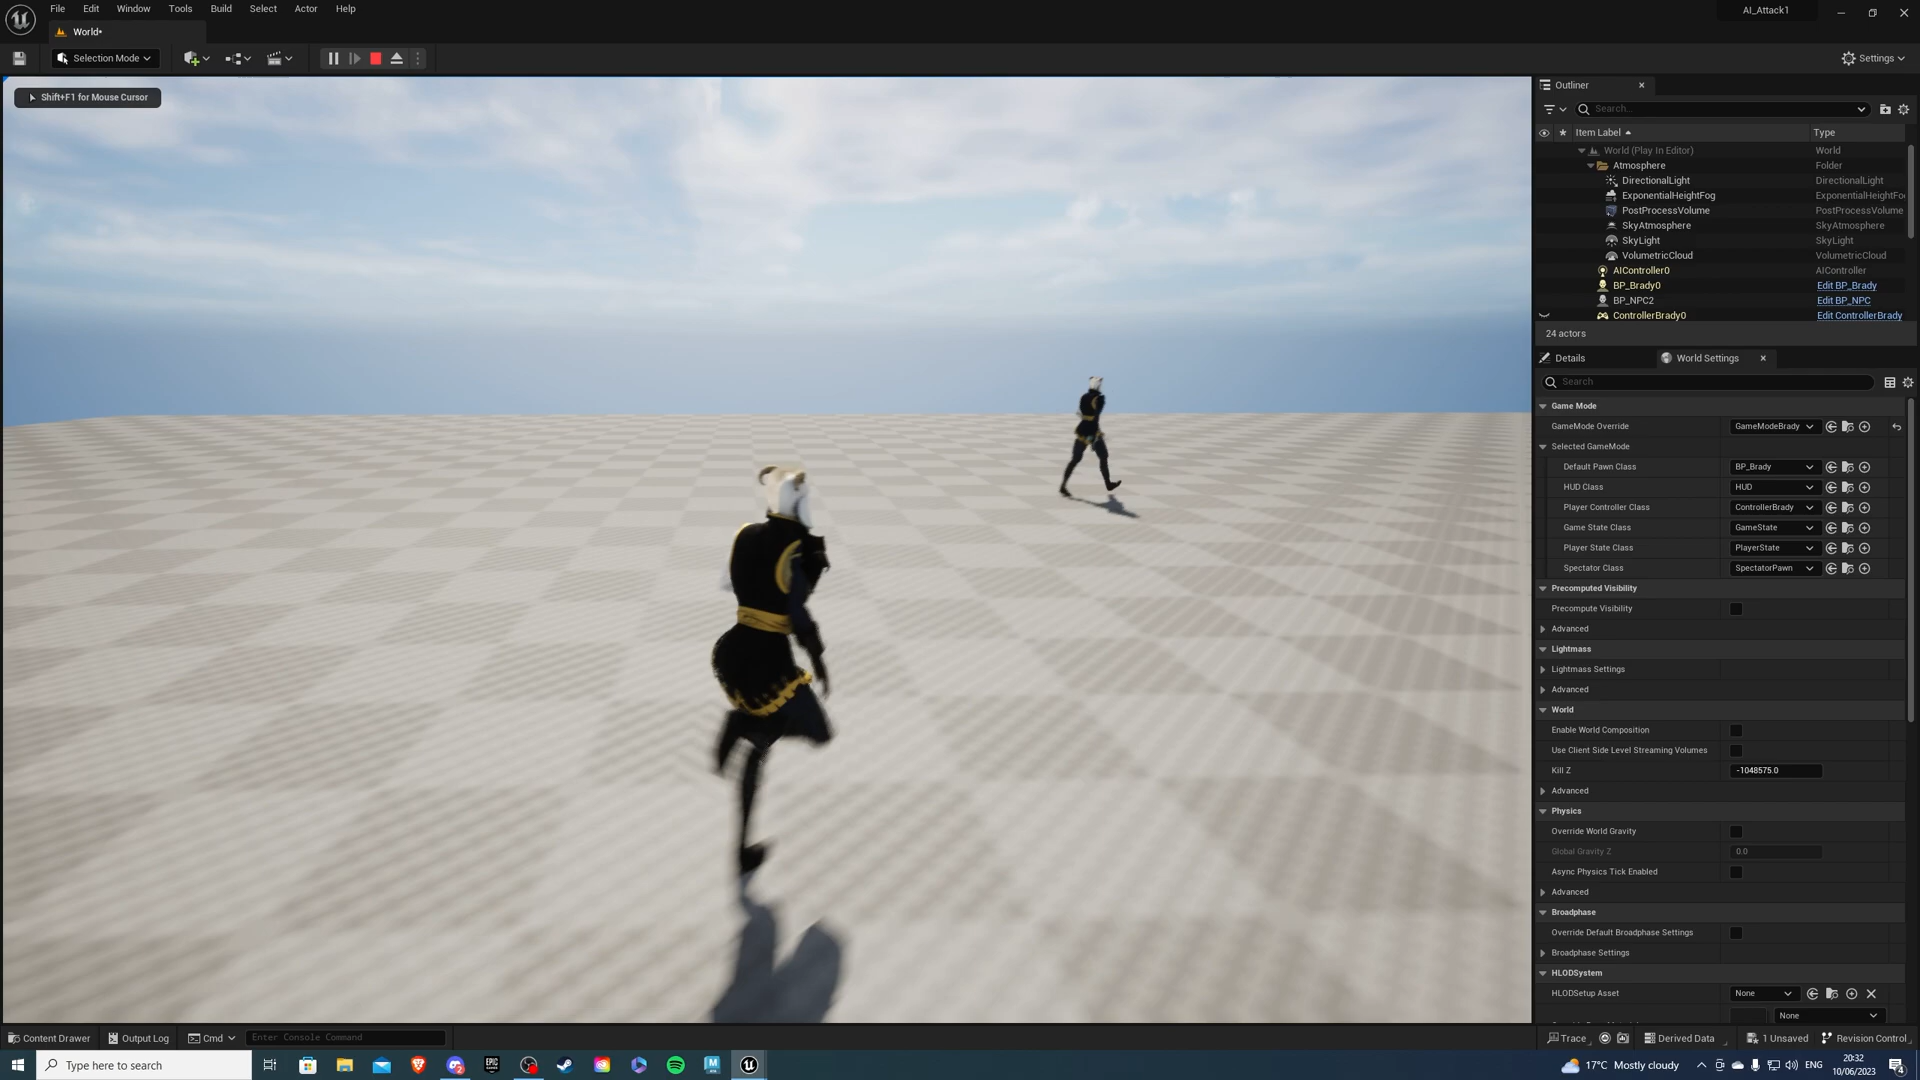 File Edit Window Tools Build Select Actor Help
AI_Attack1
World•
Selection Mode
Settings
Shift+F1 for Mouse Cursor
Outliner
Search...
Item Label Type
World (Play In Editor) World
Atmosphere Folder
DirectionalLight DirectionalLight
ExponentialHeightFog ExponentialHeightFo
PostProcessVolume PostProcessVolume
SkyAtmosphere SkyAtmosphere
SkyLight SkyLight
VolumetricCloud VolumetricCloud
AIController0 AIController
BP_Brady0 Edit BP_Brady
BP_NPC2 Edit BP_NPC
ControllerBrady0 Edit ControllerBrady
24 actors
Details World Settings
Search
Game Mode
GameMode Override GameModeBrady
Selected GameMode
Default Pawn Class BP_Brady
HUD Class HUD
Player Controller Class ControllerBrady
Game State Class GameState
Player State Class PlayerState
Spectator Class SpectatorPawn
Precomputed Visibility
Precompute Visibility
Advanced
Lightmass
Lightmass Settings
Advanced
World
Enable World Composition
Use Client Side Level Streaming Volumes
Kill Z -1048575.0
Advanced
Physics
Override World Gravity
Global Gravity Z 0.0
Async Physics Tick Enabled
Advanced
Broadphase
Override Default Broadphase Settings
Broadphase Settings
HLODSystem
HLODSetup Asset None
None
Content Drawer Output Log Cmd Enter Console Command
Trace Derived Data 1 Unsaved Revision Control
Type here to search
EPIC
17°C Mostly cloudy ENG 20:32
10/06/2023
4